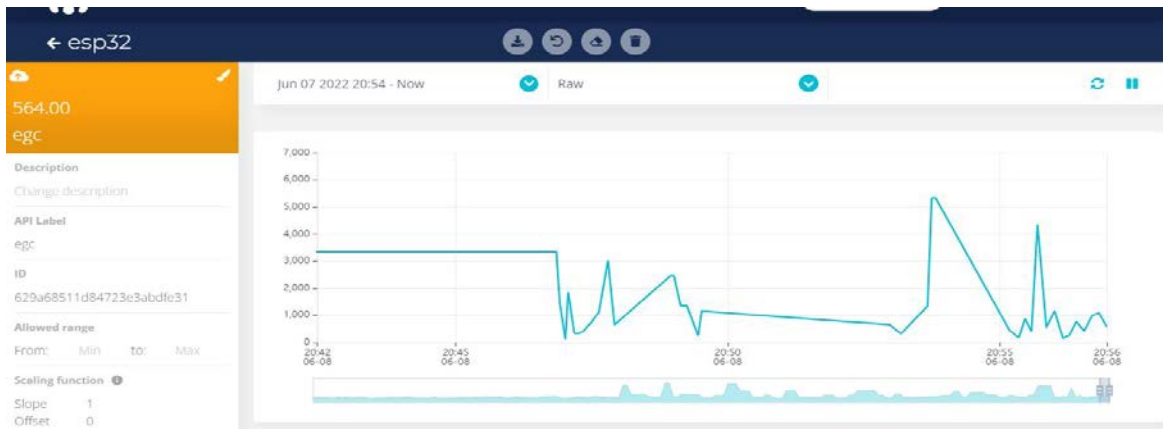 esp32
564.00
egc
Description
Change description
API Label
egc
ID
629a68511d84723e3abdfe31
Allowed range
From: Min to: Max
Scaling function
Slope 1
Offset 0
Jun 07 2022 20:54 - Now
Raw
7,000
6,000
5,000
4,000
3,000
2,000
1,000
0
20:42 20:45 20:50 20:55 20:56
06-08 06-08 06-08 06-08 06-08